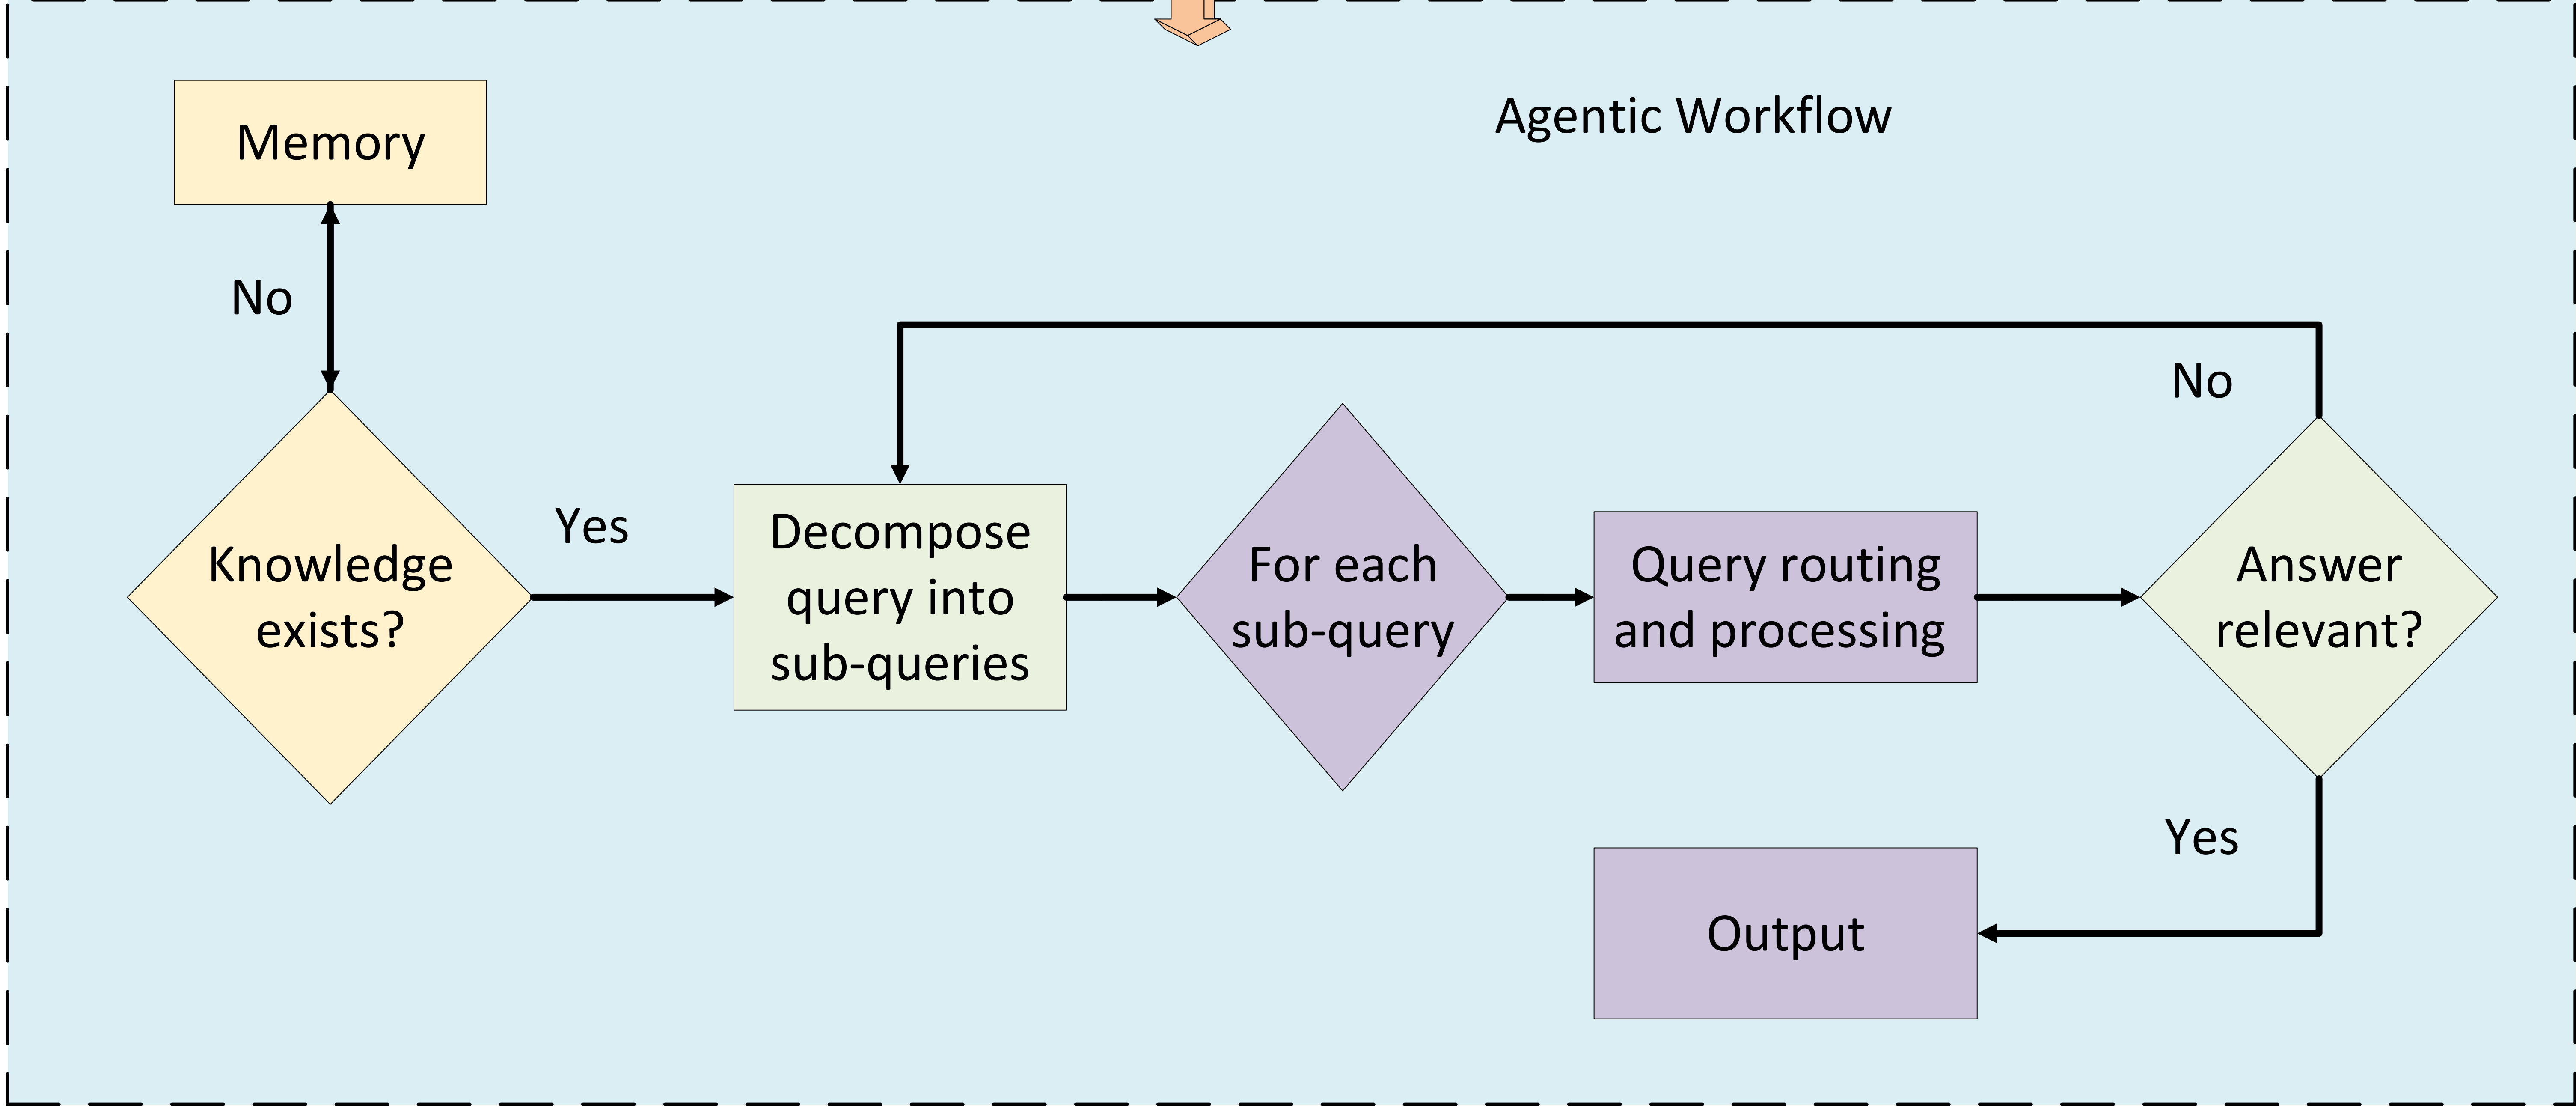 Agentic Workflow
Memory
No
Knowledge
exists?
Yes
Decompose
query into
sub-queries
For each
sub-query
Query routing
and processing
Answer
relevant?
No
Yes
Output